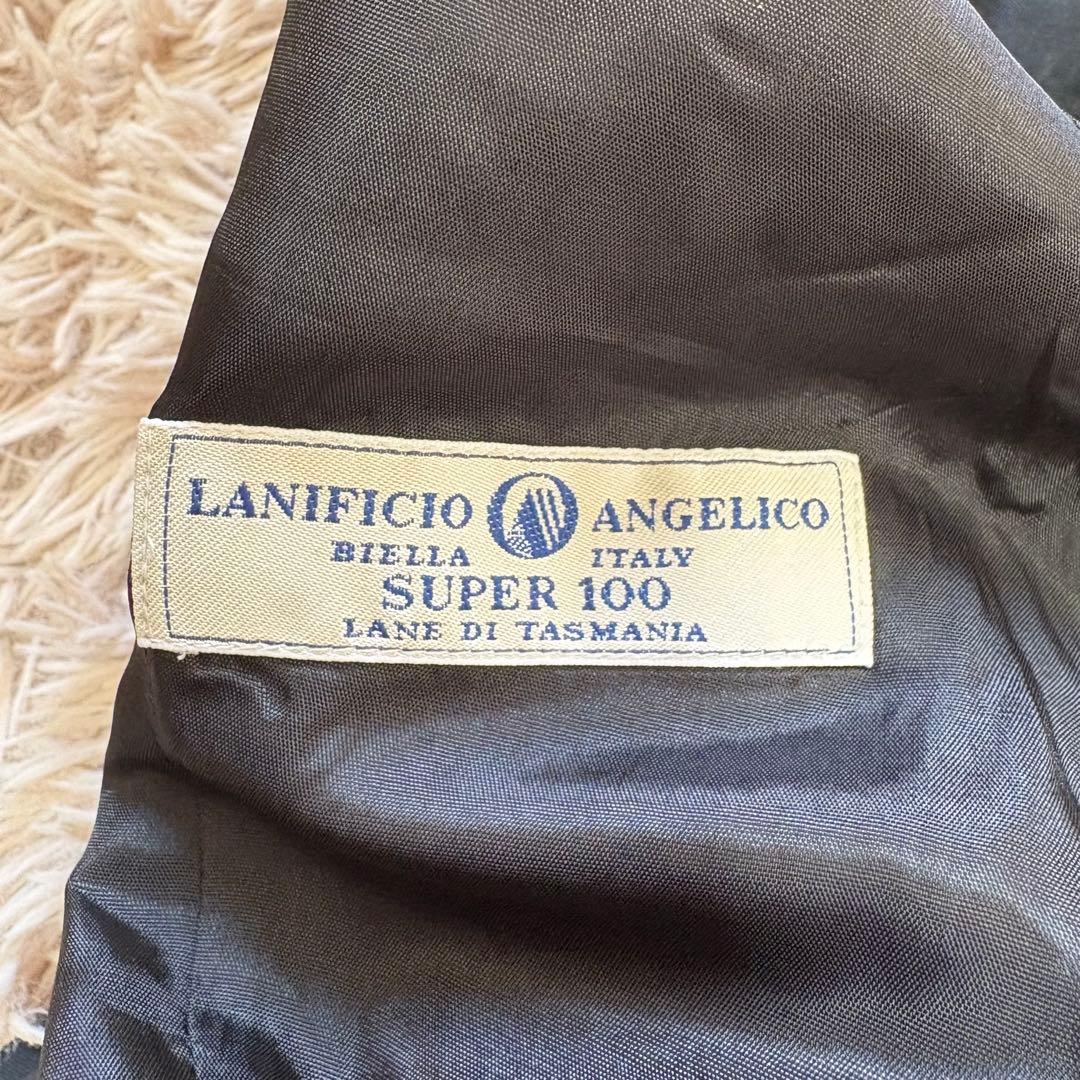 LANIFICIO ANGELICO
BIELLA ITALY
SUPER 100
LANE DI TASMANIA